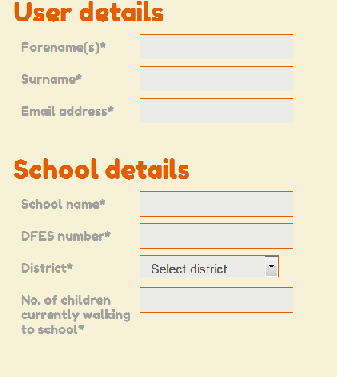 User details
Forename(s)*
Surname*
Email address*
School details
School name*
DFES number*
District*
Select district
No. of children
currently walking
to school*